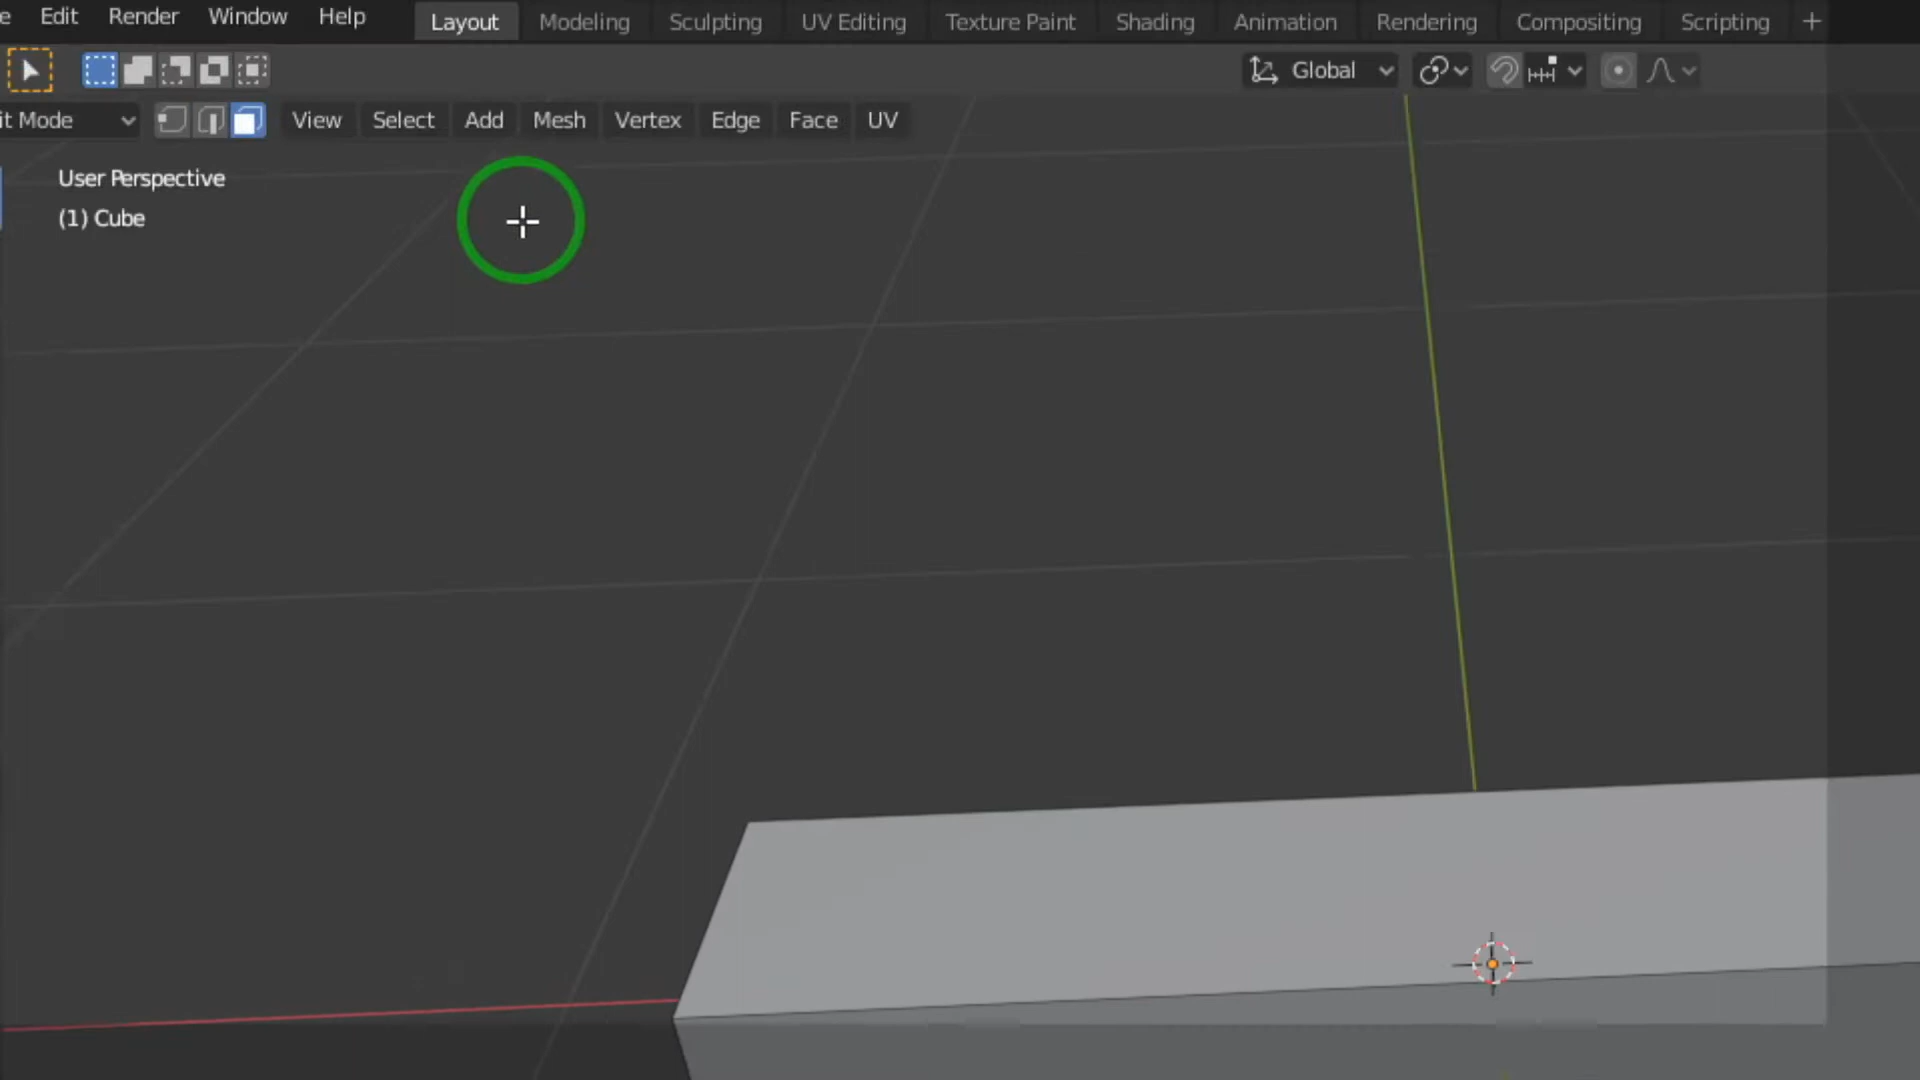 e Edit Render Window Help Layout Modeling Sculpting UV Editing Texture Paint Shading Animation Rendering Compositing Scripting +
Global
it Mode View Select Add Mesh Vertex Edge Face UV
User Perspective
(1) Cube